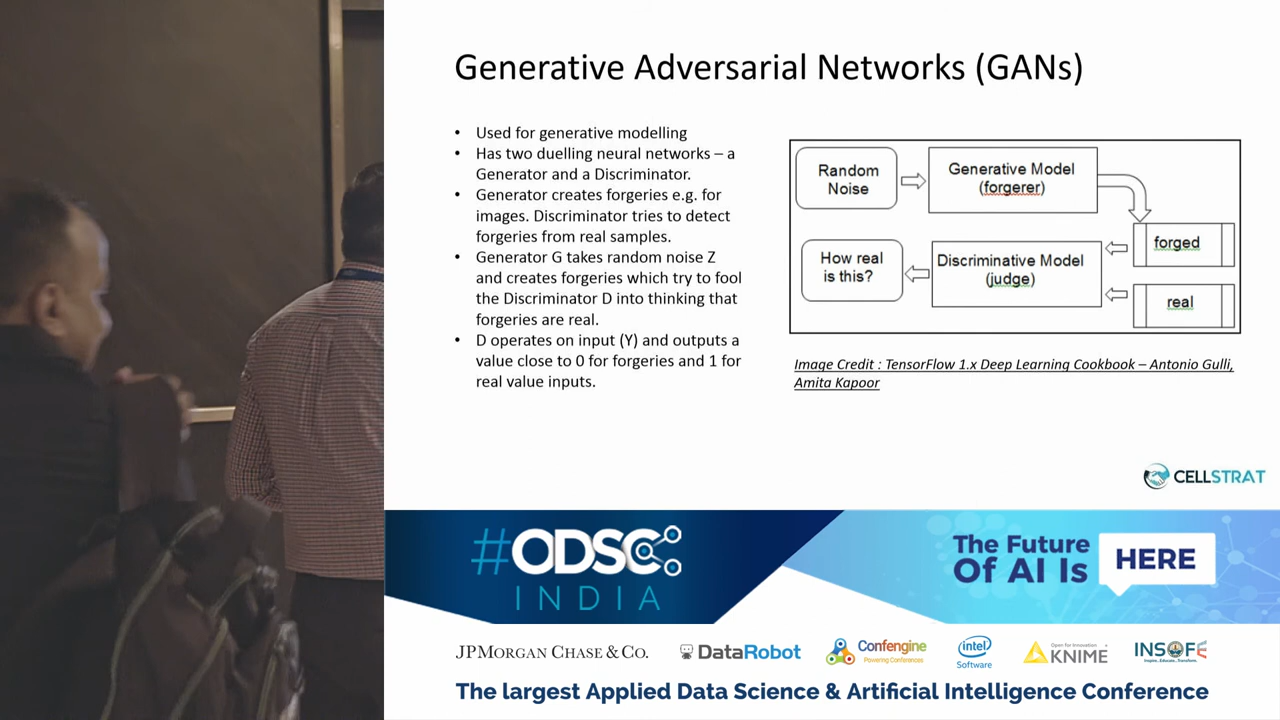 Generative Adversarial Networks (GANs)
• Used for generative modelling
• Has two duelling neural networks – a
Generator and a Discriminator.
• Generator creates forgeries e.g. for
images. Discriminator tries to detect
forgeries from real samples.
• Generator G takes random noise Z
and creates forgeries which try to fool
the Discriminator D into thinking that
forgeries are real.
• D operates on input (Y) and outputs a
value close to 0 for forgeries and 1 for
real value inputs.
Random
Noise
Generative Model
(forgerer)
forged
How real
is this?
Discriminative Model
(judge)
real
Image Credit : TensorFlow 1.x Deep Learning Cookbook – Antonio Gulli,
Amita Kapoor
CELLSTRAT
#ODSC
INDIA
The Future
Of AI Is
HERE
JPMORGAN CHASE & CO.
DataRobot
Confengine
Powering Conferences
intel
Software
Open for Innovation
KNIME
INSOFE
Inspire...Educate...Transform.
The largest Applied Data Science & Artificial Intelligence Conference